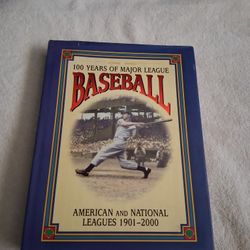 100 YEARS OF MAJOR LEAGUE
BASEBALL
AMERICAN AND NATIONAL
LEAGUES 1901-2000